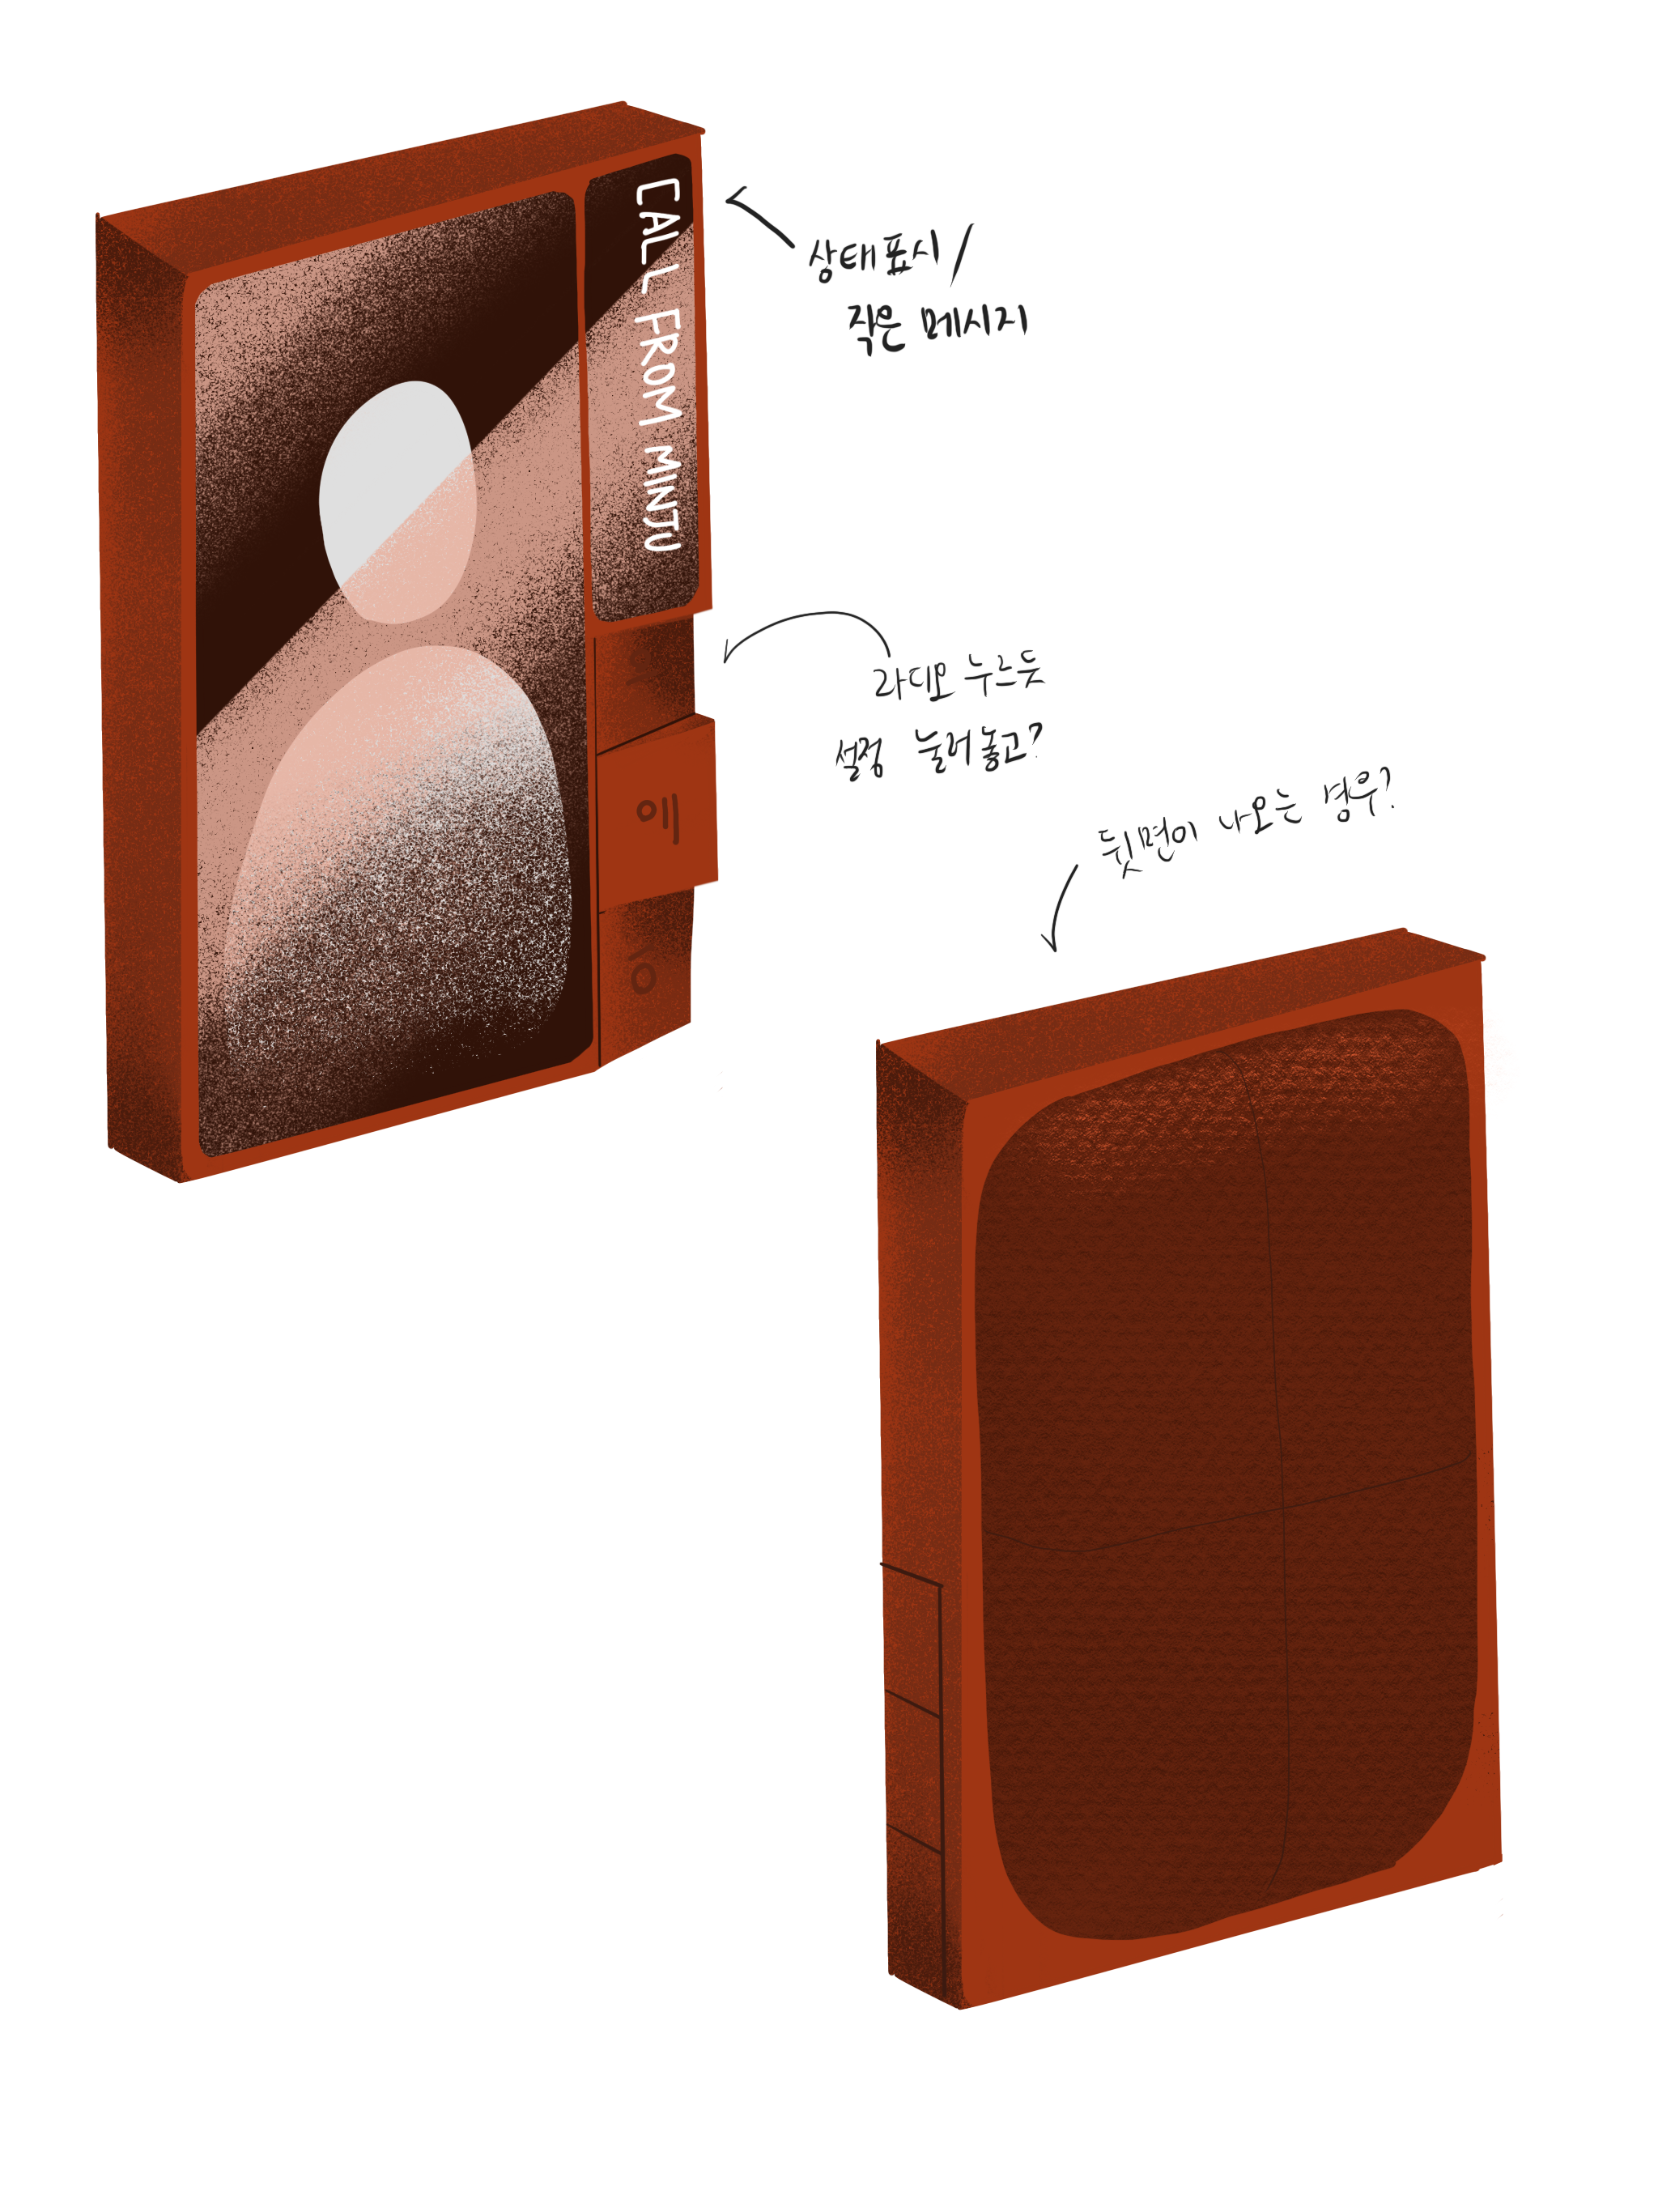 CALL FROM MINJU
상태표시/
작은 메시지
라디오 누르듯
설정 눌러놓고?
에
뒷면이 나오는 경우?